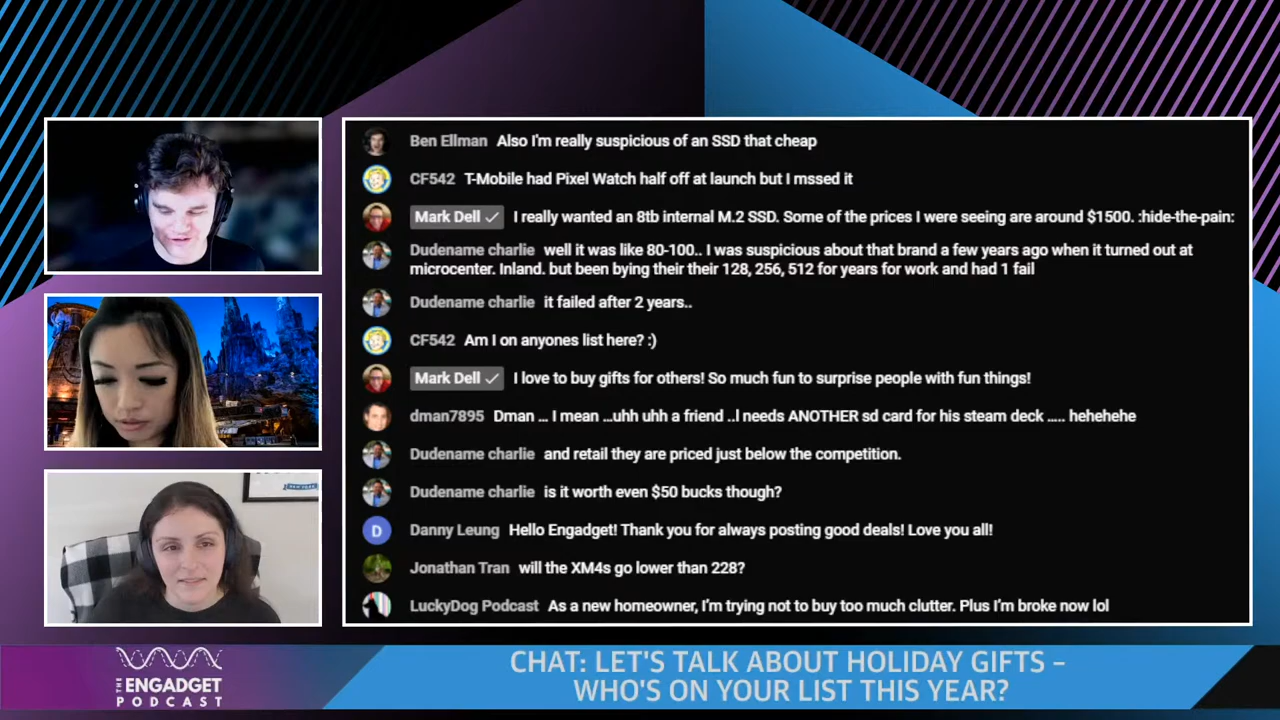 Ben Ellman Also I'm really suspicious of an SSD that cheap
CF542 T-Mobile had Pixel Watch half off at launch but I mssed it
Mark Dell ✓ I really wanted an 8tb internal M.2 SSD. Some of the prices I were seeing are around $1500. :hide-the-pain:
Dudename charlie well it was like 80-100.. I was suspicious about that brand a few years ago when it turned out at
microcenter. Inland. but been bying their their 128, 256, 512 for years for work and had 1 fail
Dudename charlie it failed after 2 years..
CF542 Am I on anyones list here? :)
Mark Dell ✓ I love to buy gifts for others! So much fun to surprise people with fun things!
dman7895 Dman ... I mean ...uhh uhh a friend ..I needs ANOTHER sd card for his steam deck ..... hehehehe
Dudename charlie and retail they are priced just below the competition.
Dudename charlie is it worth even $50 bucks though?
D Danny Leung Hello Engadget! Thank you for always posting good deals! Love you all!
Jonathan Tran will the XM4s go lower than 228?
LuckyDog Podcast As a new homeowner, I'm trying not to buy too much clutter. Plus I'm broke now lol
THE ENGADGET
PODCAST
CHAT: LET'S TALK ABOUT HOLIDAY GIFTS –
WHO'S ON YOUR LIST THIS YEAR?